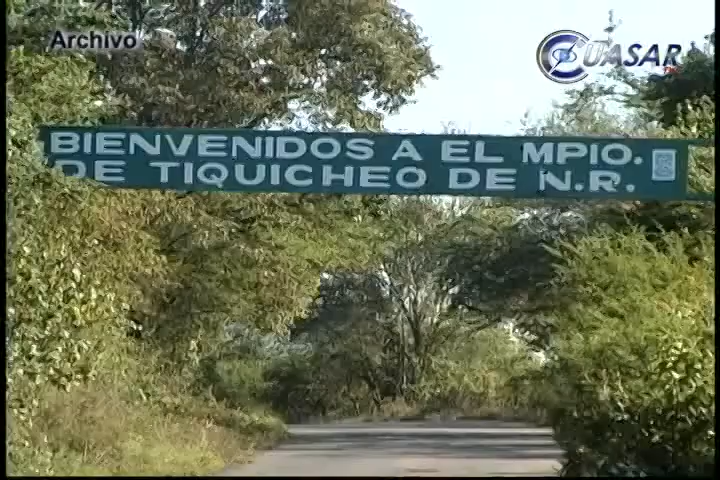 Archivo
QUASAR
BIENVENIDOS A EL MPIO.
DE TIQUICHEO DE N.R.